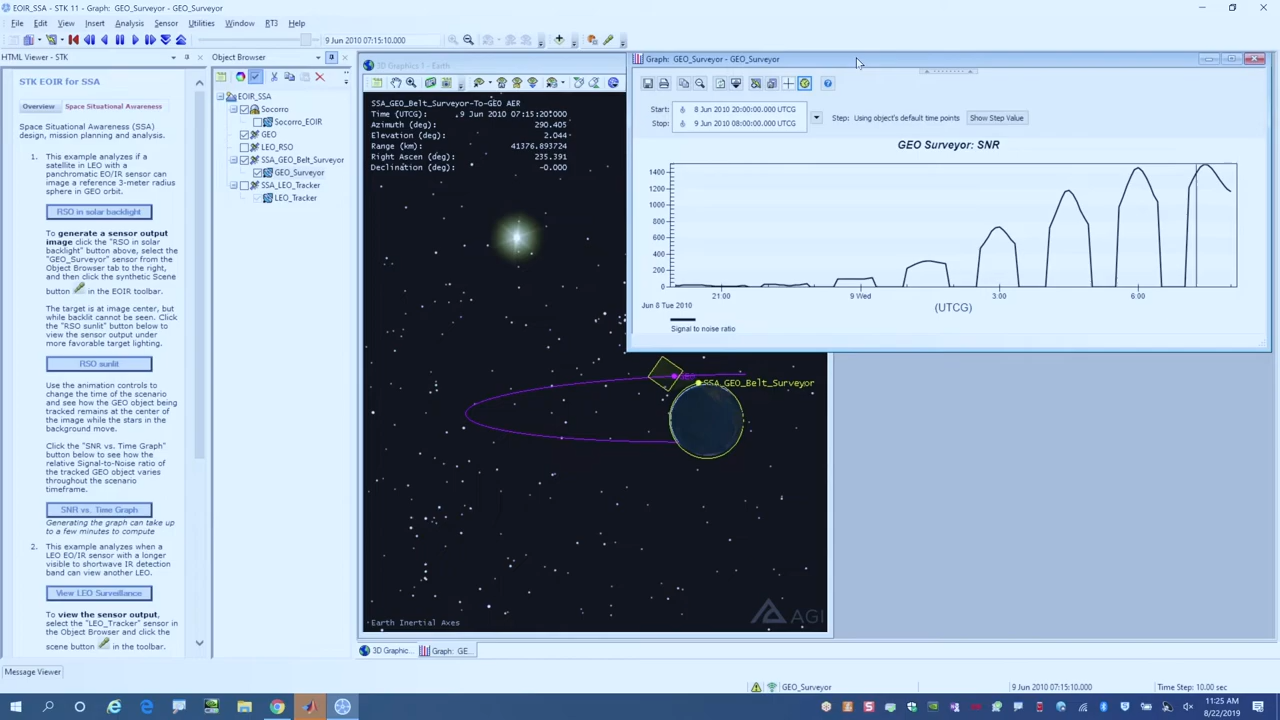 EOIR_SSA - STK 11 - Graph: GEO_Surveyor - GEO_Surveyor
File Edit View Insert Analysis Sensor Utilities Window RT3 Help
9 Jun 2010 07:15:10.000
HTML Viewer - STK
STK EOIR for SSA
Overview Space Situational Awareness
Space Situational Awareness (SSA)
design, mission planning and analysis.
1. This example analyzes if a
satellite in LEO with a
panchromatic EO/IR sensor can
image a reference 3-meter radius
sphere in GEO orbit.
RSO in solar backlight
To generate a sensor output
image click the "RSO in solar
backlight" button above, select the
"GEO_Surveyor" sensor from the
Object Browser tab to the right,
and then click the synthetic Scene
button in the EOIR toolbar.
The target is at image center, but
while backlit cannot be seen. Click
the "RSO sunlit" button below to
view the sensor output under
more favorable target lighting.
RSO sunlit
Use the animation controls to
change the time of the scenario
and see how the GEO object being
tracked remains at the center of
the image while the stars in the
background move.
Click the "SNR vs. Time Graph"
button below to see how the
relative Signal-to-Noise ratio of
the tracked GEO object varies
throughout the scenario
timeframe.
SNR vs. Time Graph
Generating the graph can take up
to a few minutes to compute
2. This example analyzes when a
LEO EO/IR sensor with a longer
visible to shortwave IR detection
band can view another LEO.
View LEO Surveillance
To view the sensor output,
select the "LEO_Tracker" sensor in
the Object Browser and click the
scene button in the toolbar.
Object Browser
EOIR_SSA
Socorro
Socorro_EOIR
GEO
LEO_RSO
SSA_GEO_Belt_Surveyor
GEO_Surveyor
SSA_LEO_Tracker
LEO_Tracker
3D Graphics 1 - Earth
SSA_GEO_Belt_Surveyor-To-GEO AER
Time (UTCG): 9 Jun 2010 07:15:20.000
Azimuth (deg): 290.405
Elevation (deg): 2.044
Range (km): 41376.893724
Right Ascen (deg): 235.391
Declination (deg): -0.000
SSA_GEO_Belt_Surveyor
Earth Inertial Axes
AGI
Graph: GEO_Surveyor - GEO_Surveyor
Start: 8 Jun 2010 20:00:00.000 UTCG
Stop: 9 Jun 2010 08:00:00.000 UTCG
Step: Using object's default time points
Show Step Value
GEO Surveyor: SNR
1400
1200
1000
800
600
400
200
0
21:00 9 Wed 3:00 6:00
Jun 8 Tue 2010
(UTCG)
Signal to noise ratio
3D Graphic... Graph: GE...
Message Viewer
GEO_Surveyor
9 Jun 2010 07:15:10.000
Time Step: 10.00 sec
11:25 AM
8/22/2019